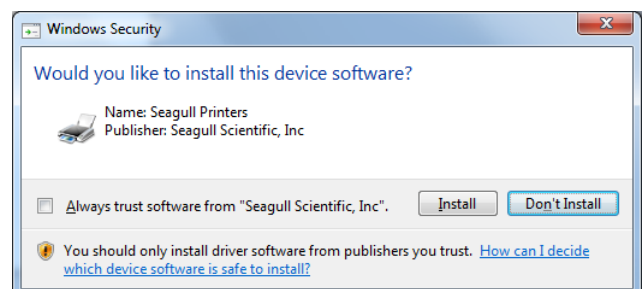 Windows Security
Would you like to install this device software?
Name: Seagull Printers
Publisher: Seagull Scientific, Inc
Always trust software from "Seagull Scientific, Inc".
Install
Don't Install
You should only install driver software from publishers you trust. How can I decide
which device software is safe to install?